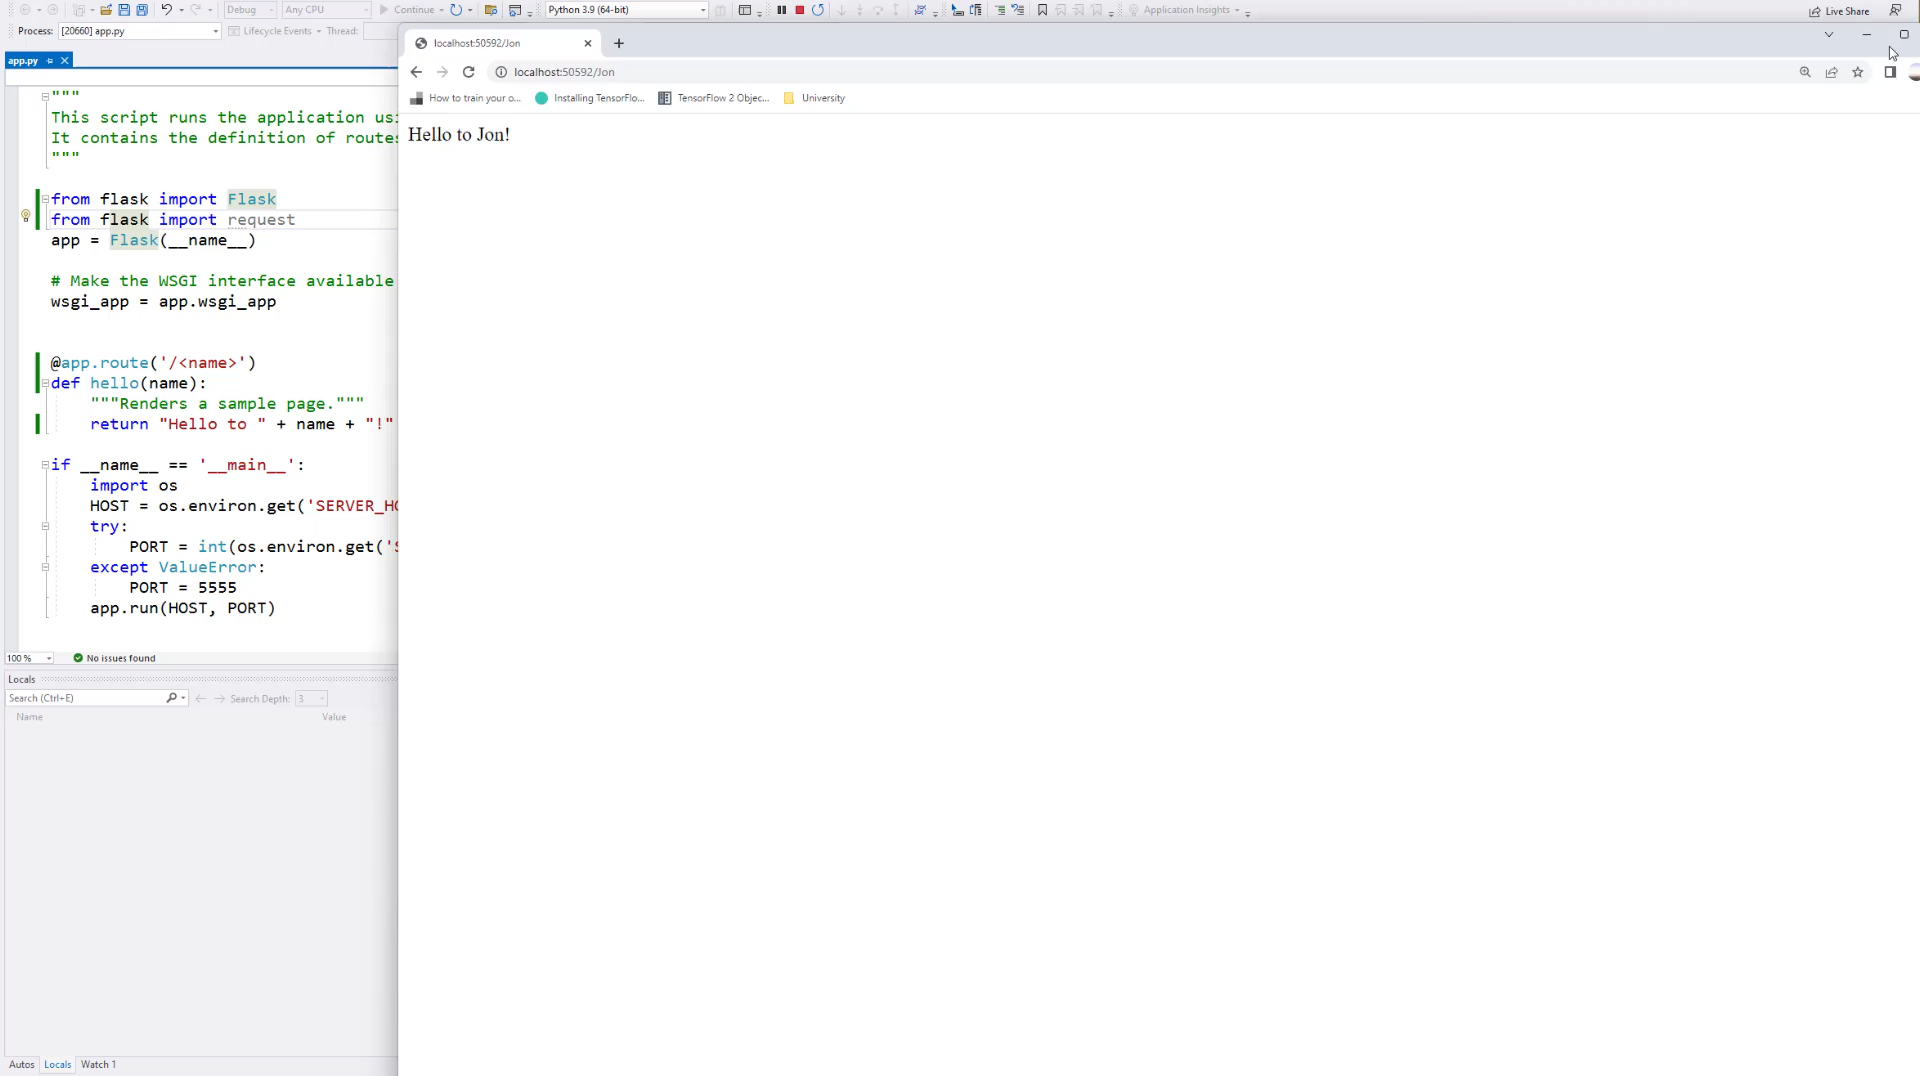 Debug
Any CPU
Continue
Python 3.9 (64-bit)
Application Insights
Live Share
Process: [20660] app.py
Lifecycle Events
Thread:
app.py
"""
This script runs the application usi
It contains the definition of routes
"""
from flask import Flask
from flask import request
app = Flask(__name__)
# Make the WSGI interface available
wsgi_app = app.wsgi_app
@app.route('/<name>')
def hello(name):
"""Renders a sample page."""
return "Hello to " + name + "!"
if __name__ == '__main__':
import os
HOST = os.environ.get('SERVER_HO
try:
PORT = int(os.environ.get('S
except ValueError:
PORT = 5555
app.run(HOST, PORT)
100 %
No issues found
Locals
Search (Ctrl+E)
Search Depth: 3
Name
Value
Autos
Locals
Watch 1
localhost:50592/Jon
localhost:50592/Jon
How to train your o...
Installing TensorFlo...
TensorFlow 2 Objec...
University
Hello to Jon!